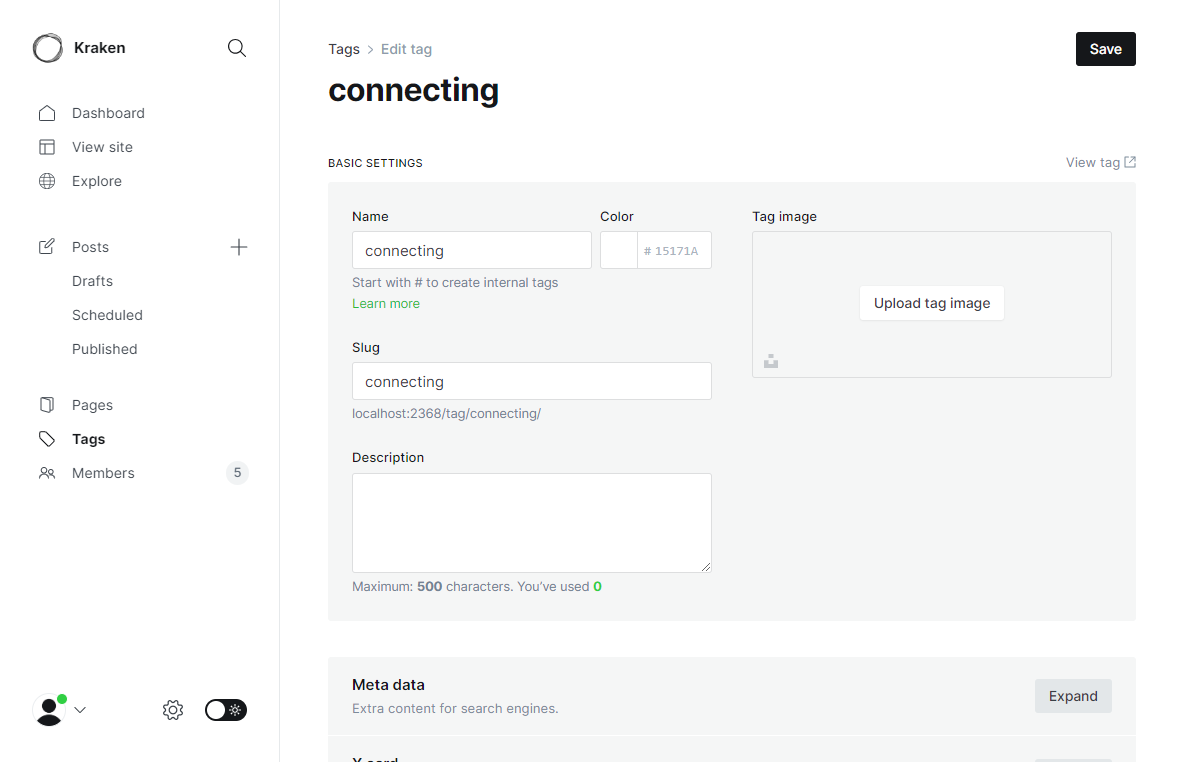 Kraken
Dashboard
View site
Explore
Posts
Drafts
Scheduled
Published
Pages
Tags
Members 5
Tags > Edit tag
Save
connecting
BASIC SETTINGS
View tag
Name
connecting
Color
# 15171A
Start with # to create internal tags
Learn more
Slug
connecting
localhost:2368/tag/connecting/
Description
Maximum: 500 characters. You’ve used 0
Tag image
Upload tag image
Meta data
Extra content for search engines.
Expand
X card